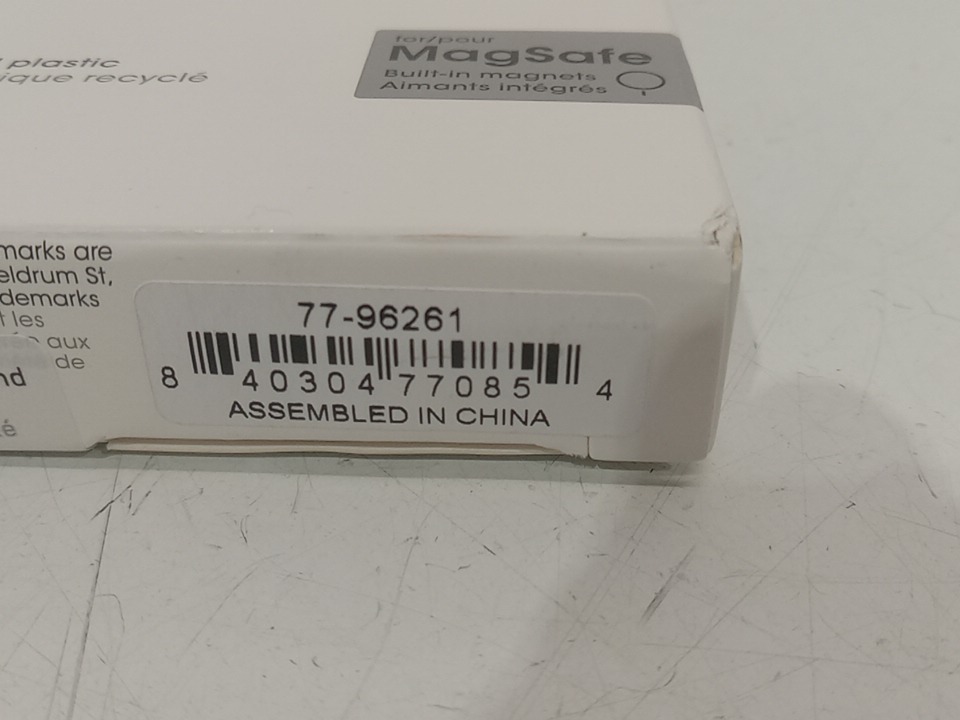 plastic
ique recyclé
for/pour
MagSafe
Built-in magnets
Aimants intégrés
marks are
eldrum St,
demarks
t les
aux
de
nd
é
77-96261
8 40304 77085 4
ASSEMBLED IN CHINA